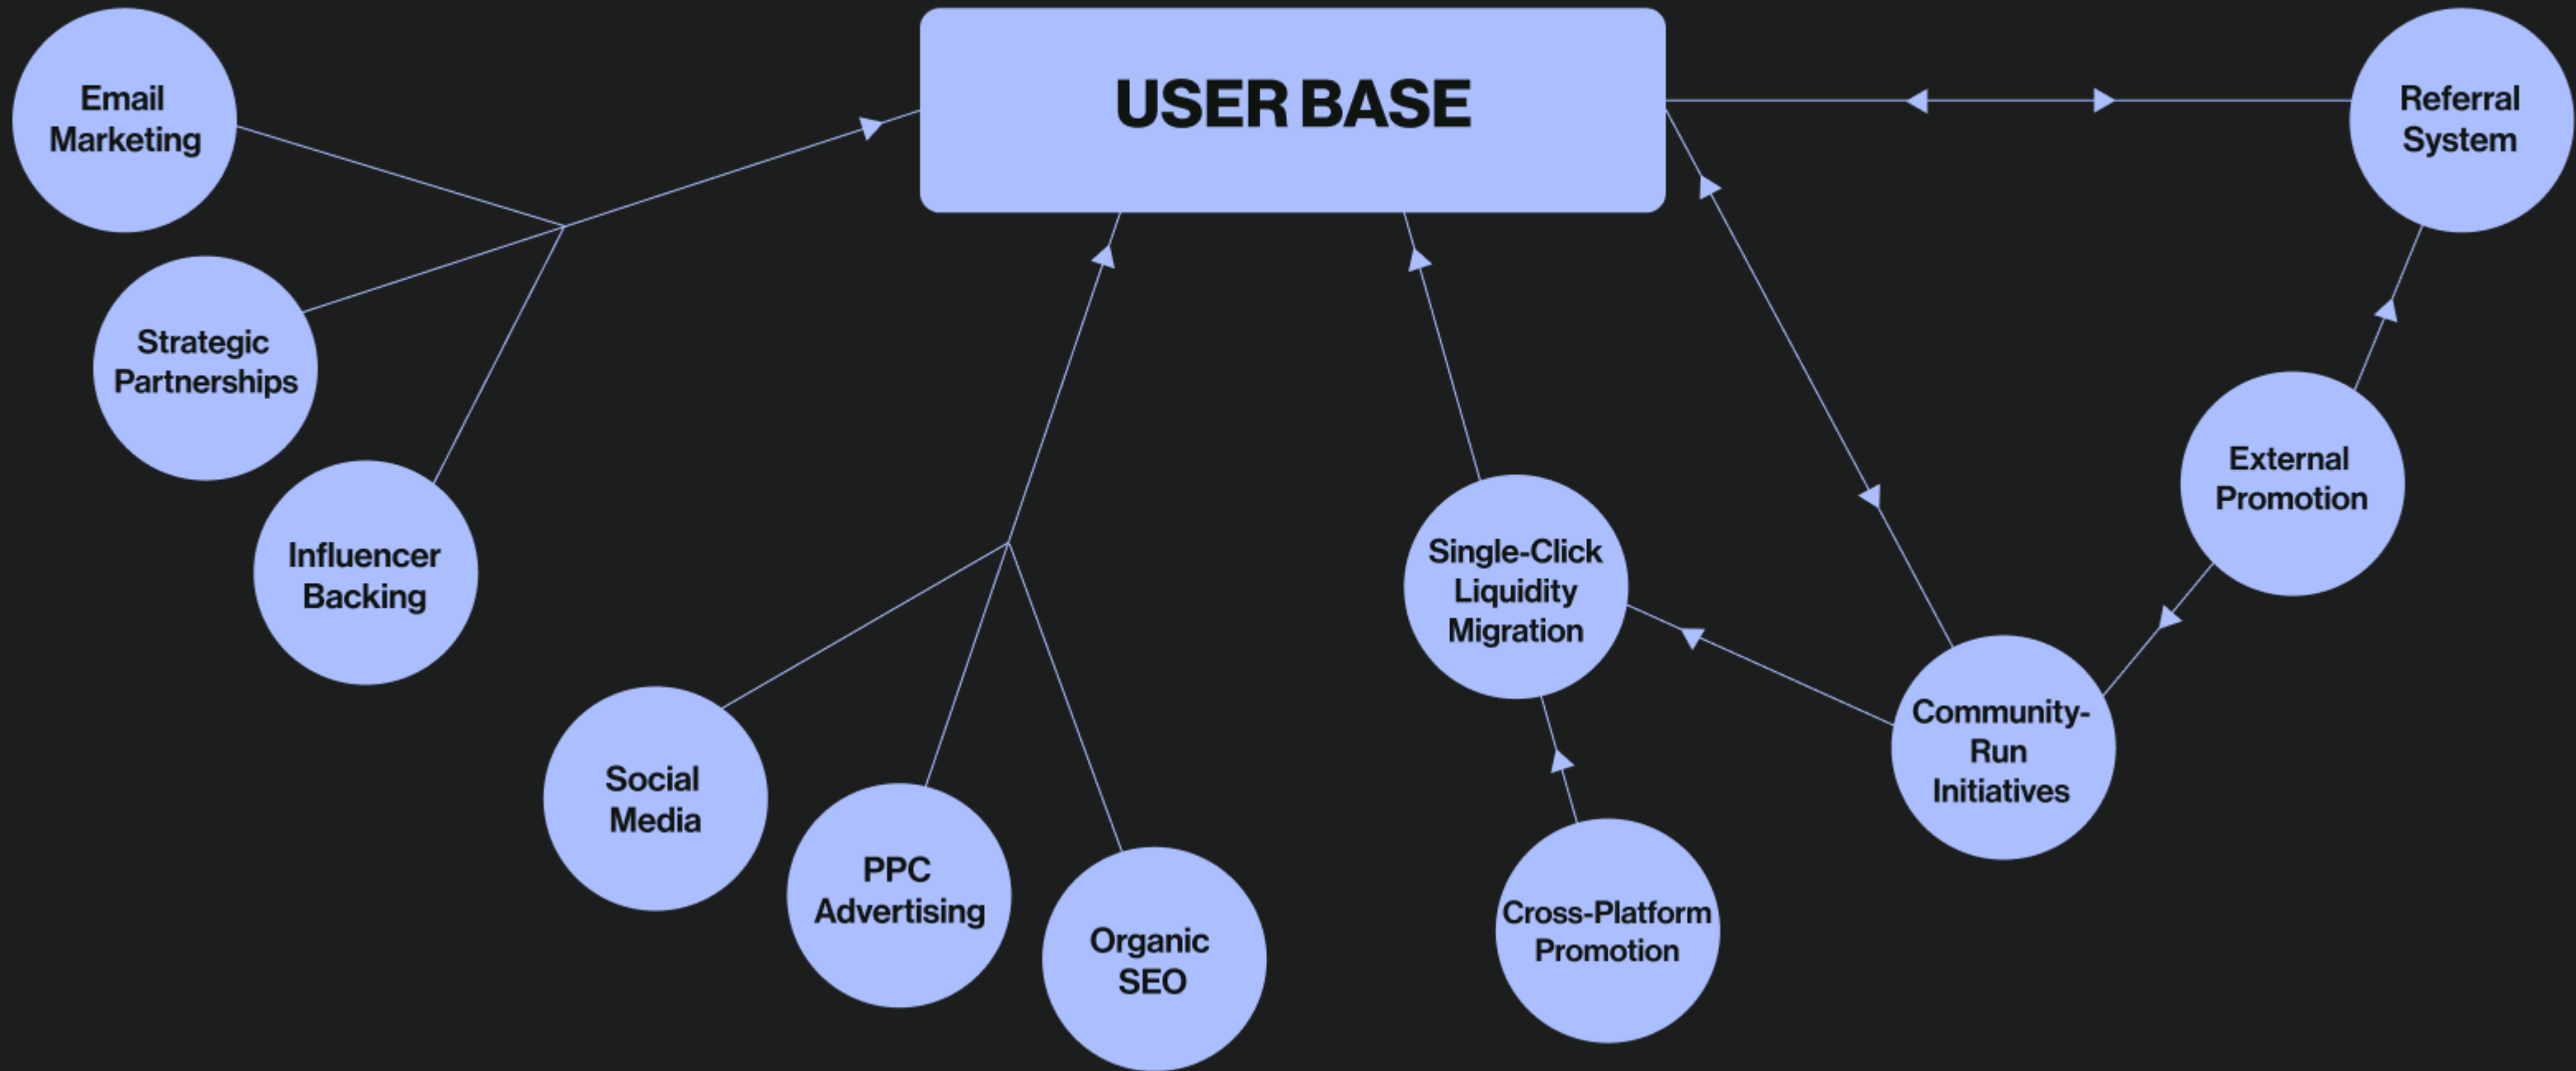 Email
Marketing
USER BASE
Referral
System
Strategic
Partnerships
External
Promotion
Influencer
Backing
Single-Click
Liquidity
Migration
Social
Media
Community-
Run
Initiatives
PPC
Advertising
Organic
SEO
Cross-Platform
Promotion